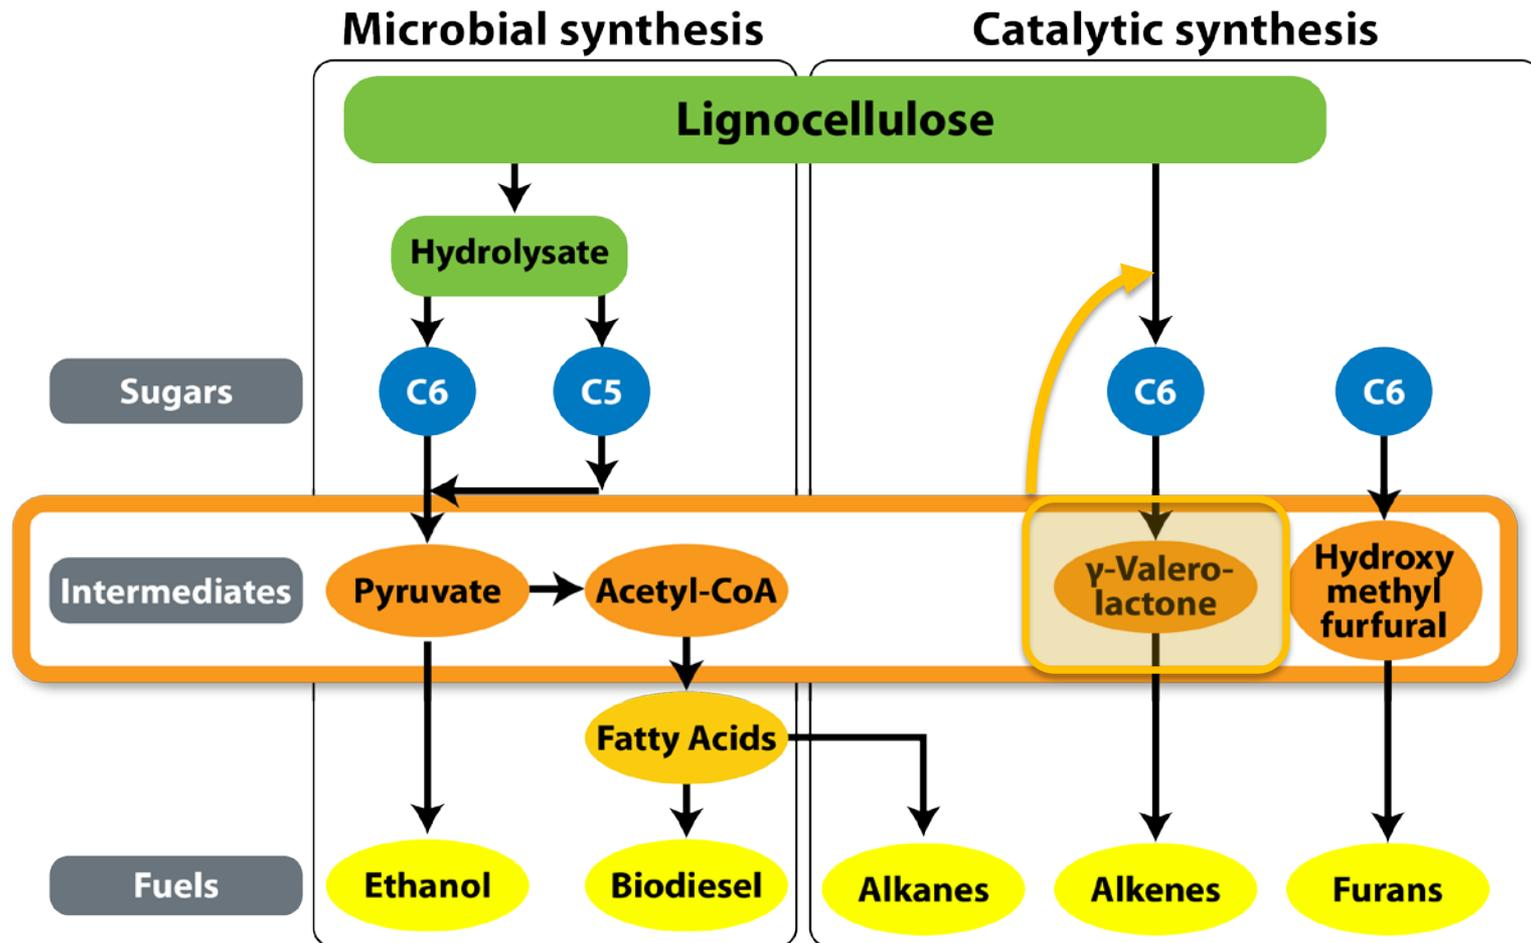 Microbial synthesis
Catalytic synthesis
Lignocellulose
Hydrolysate
Sugars
C6
C5
C6
C6
Intermediates
Pyruvate
Acetyl-CoA
γ-Valero-
lactone
Hydroxy
methyl
furfural
Fatty Acids
Fuels
Ethanol
Biodiesel
Alkanes
Alkenes
Furans